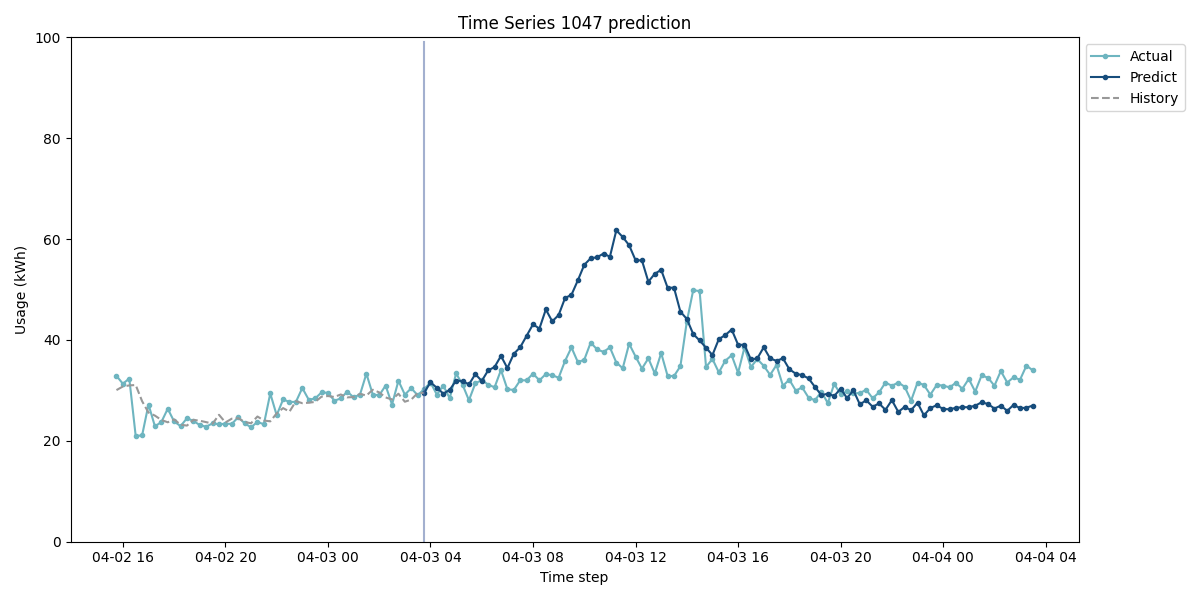 Time Series 1047 prediction
100
80
60
40
20
0
Usage (kWh)
04-02 16
04-02 20
04-03 00
04-03 04
04-03 08
04-03 12
04-03 16
04-03 20
04-04 00
04-04 04
Time step
Actual
Predict
History